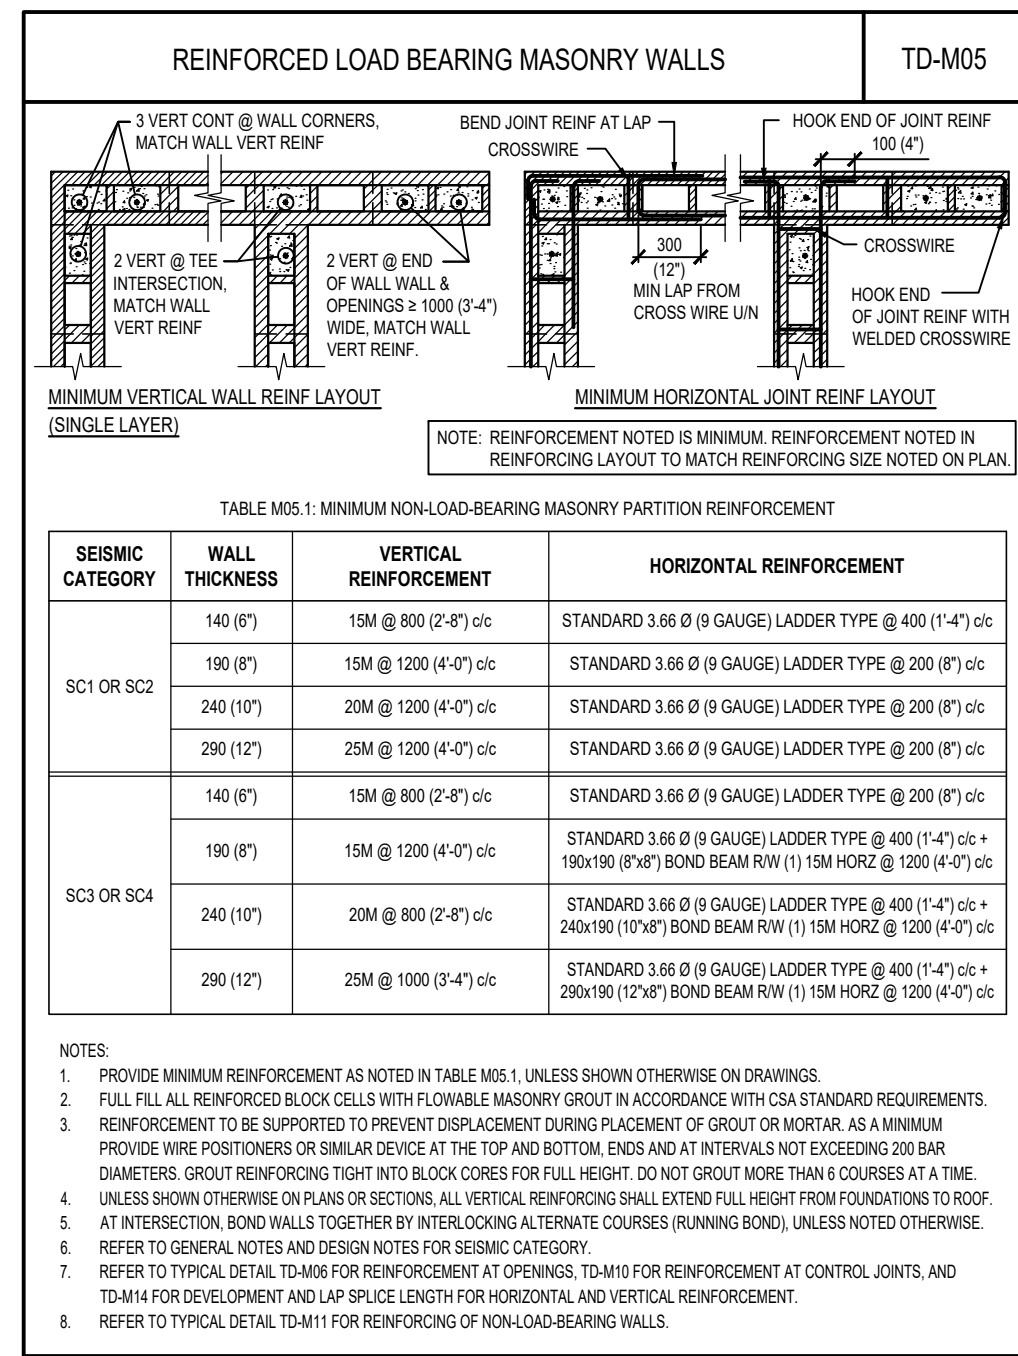 REINFORCED LOAD BEARING MASONRY WALLS
TD-M05
3 VERT CONT @ WALL CORNERS,
MATCH WALL VERT REINF
2 VERT @ TEE
INTERSECTION,
MATCH WALL
VERT REINF
2 VERT @ END
OF WALL WALL &
OPENINGS ≥ 1000 (3'-4")
WIDE, MATCH WALL
VERT REINF.
MINIMUM VERTICAL WALL REINF LAYOUT
(SINGLE LAYER)
BEND JOINT REINF AT LAP
CROSSWIRE
HOOK END OF JOINT REINF
100 (4")
300
(12")
MIN LAP FROM
CROSS WIRE U/N
CROSSWIRE
HOOK END
OF JOINT REINF WITH
WELDED CROSSWIRE
MINIMUM HORIZONTAL JOINT REINF LAYOUT
NOTE: REINFORCEMENT NOTED IS MINIMUM. REINFORCEMENT NOTED IN
REINFORCING LAYOUT TO MATCH REINFORCING SIZE NOTED ON PLAN.
TABLE M05.1: MINIMUM NON-LOAD-BEARING MASONRY PARTITION REINFORCEMENT
SEISMIC CATEGORY WALL THICKNESS VERTICAL REINFORCEMENT HORIZONTAL REINFORCEMENT
SC1 OR SC2
140 (6") 15M @ 800 (2'-8") c/c STANDARD 3.66 Ø (9 GAUGE) LADDER TYPE @ 400 (1'-4") c/c
190 (8") 15M @ 1200 (4'-0") c/c STANDARD 3.66 Ø (9 GAUGE) LADDER TYPE @ 200 (8") c/c
240 (10") 20M @ 1200 (4'-0") c/c STANDARD 3.66 Ø (9 GAUGE) LADDER TYPE @ 200 (8") c/c
290 (12") 25M @ 1200 (4'-0") c/c STANDARD 3.66 Ø (9 GAUGE) LADDER TYPE @ 200 (8") c/c
SC3 OR SC4
140 (6") 15M @ 800 (2'-8") c/c STANDARD 3.66 Ø (9 GAUGE) LADDER TYPE @ 200 (8") c/c
190 (8") 15M @ 1200 (4'-0") c/c STANDARD 3.66 Ø (9 GAUGE) LADDER TYPE @ 400 (1'-4") c/c +
190x190 (8"x8") BOND BEAM R/W (1) 15M HORZ @ 1200 (4'-0") c/c
240 (10") 20M @ 800 (2'-8") c/c STANDARD 3.66 Ø (9 GAUGE) LADDER TYPE @ 400 (1'-4") c/c +
240x190 (10"x8") BOND BEAM R/W (1) 15M HORZ @ 1200 (4'-0") c/c
290 (12") 25M @ 1000 (3'-4") c/c STANDARD 3.66 Ø (9 GAUGE) LADDER TYPE @ 400 (1'-4") c/c +
290x190 (12"x8") BOND BEAM R/W (1) 15M HORZ @ 1200 (4'-0") c/c
NOTES:
1. PROVIDE MINIMUM REINFORCEMENT AS NOTED IN TABLE M05.1, UNLESS SHOWN OTHERWISE ON DRAWINGS.
2. FULL FILL ALL REINFORCED BLOCK CELLS WITH FLOWABLE MASONRY GROUT IN ACCORDANCE WITH CSA STANDARD REQUIREMENTS.
3. REINFORCEMENT TO BE SUPPORTED TO PREVENT DISPLACEMENT DURING PLACEMENT OF GROUT OR MORTAR. AS A MINIMUM
PROVIDE WIRE POSITIONERS OR SIMILAR DEVICE AT THE TOP AND BOTTOM, ENDS AND AT INTERVALS NOT EXCEEDING 200 BAR
DIAMETERS. GROUT REINFORCING TIGHT INTO BLOCK CORES FOR FULL HEIGHT. DO NOT GROUT MORE THAN 6 COURSES AT A TIME.
4. UNLESS SHOWN OTHERWISE ON PLANS OR SECTIONS, ALL VERTICAL REINFORCING SHALL EXTEND FULL HEIGHT FROM FOUNDATIONS TO ROOF.
5. AT INTERSECTION, BOND WALLS TOGETHER BY INTERLOCKING ALTERNATE COURSES (RUNNING BOND), UNLESS NOTED OTHERWISE.
6. REFER TO GENERAL NOTES AND DESIGN NOTES FOR SEISMIC CATEGORY.
7. REFER TO TYPICAL DETAIL TD-M06 FOR REINFORCEMENT AT OPENINGS, TD-M10 FOR REINFORCEMENT AT CONTROL JOINTS, AND
TD-M14 FOR DEVELOPMENT AND LAP SPLICE LENGTH FOR HORIZONTAL AND VERTICAL REINFORCEMENT.
8. REFER TO TYPICAL DETAIL TD-M11 FOR REINFORCING OF NON-LOAD-BEARING WALLS.